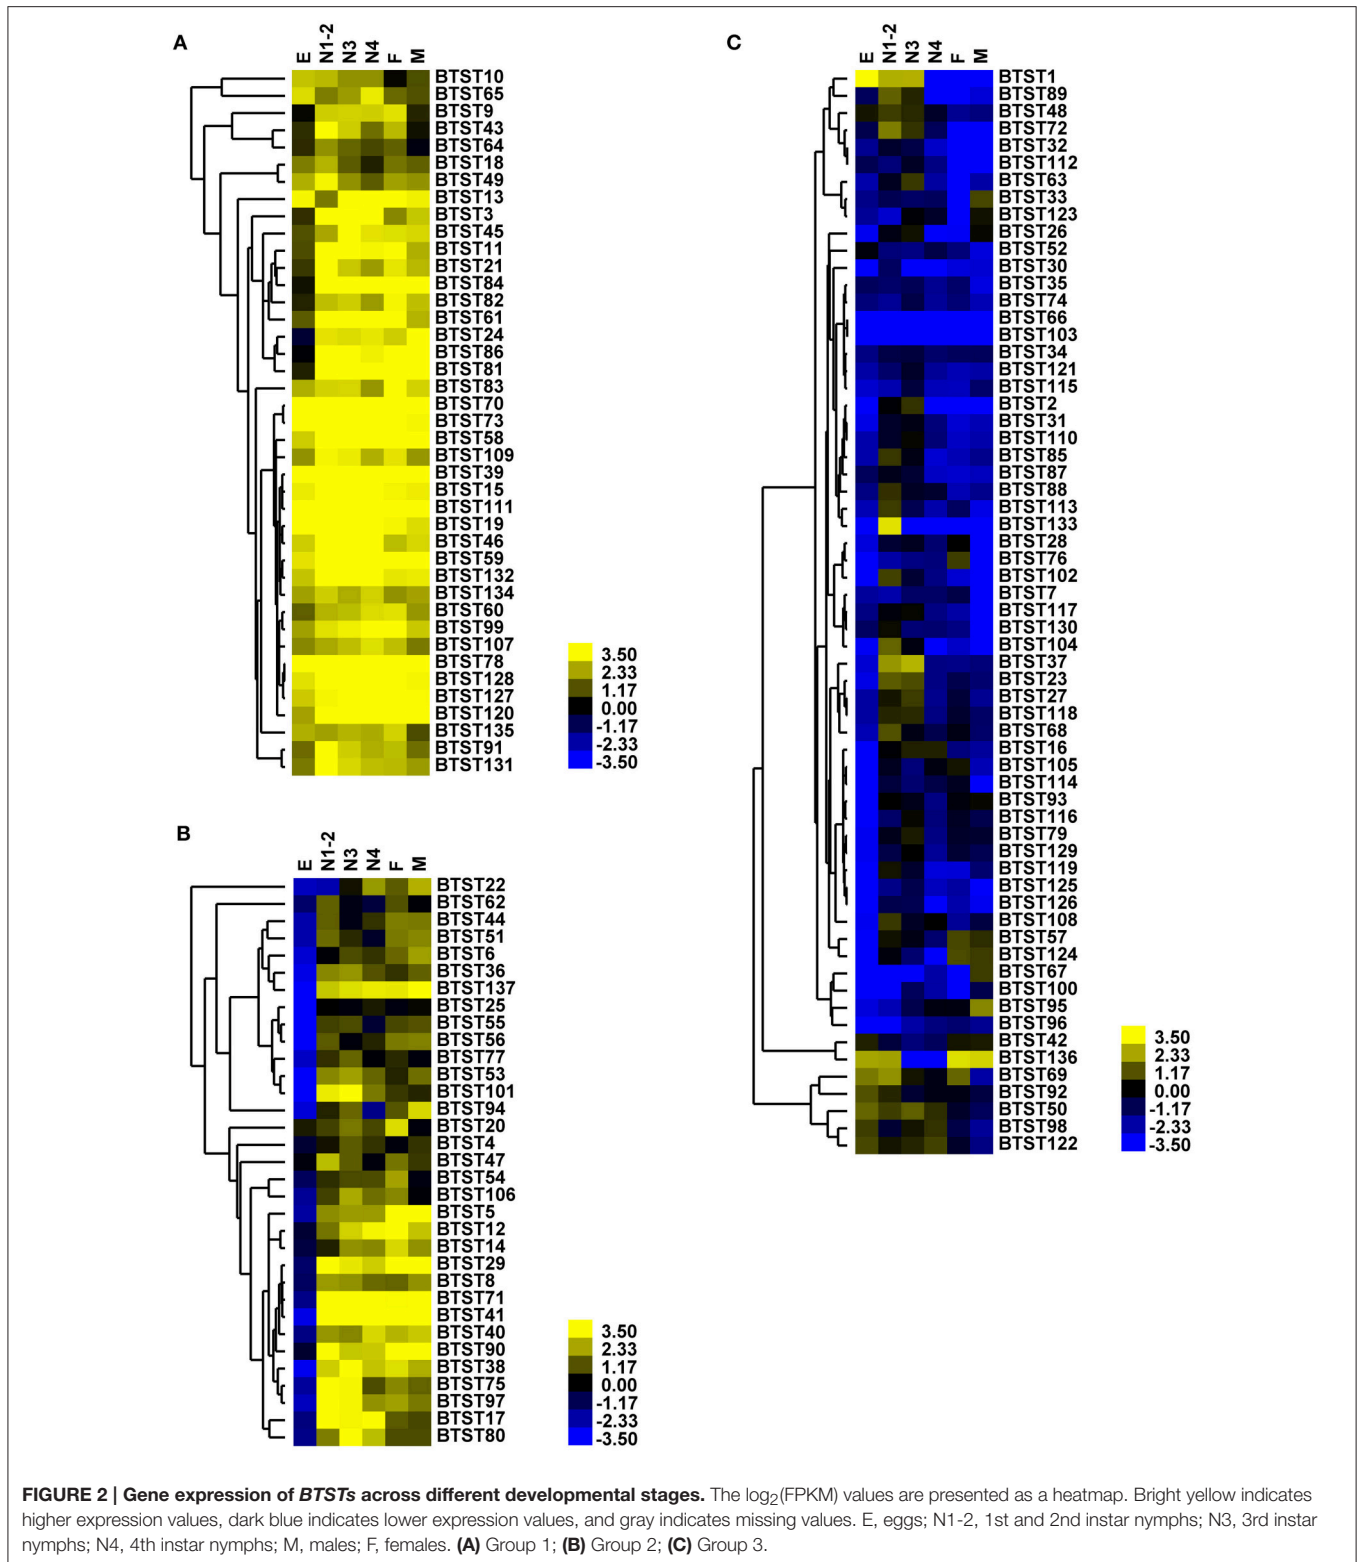 A
E N1-2 N3 N4 F M
BTST10
BTST65
BTST9
BTST43
BTST64
BTST18
BTST49
BTST13
BTST3
BTST45
BTST11
BTST21
BTST84
BTST82
BTST61
BTST24
BTST86
BTST81
BTST83
BTST70
BTST73
BTST58
BTST109
BTST39
BTST15
BTST111
BTST19
BTST46
BTST59
BTST132
BTST134
BTST60
BTST99
BTST107
BTST78
BTST128
BTST127
BTST120
BTST135
BTST91
BTST131
3.50
2.33
1.17
0.00
-1.17
-2.33
-3.50
B
E N1-2 N3 N4 F M
BTST22
BTST62
BTST44
BTST51
BTST6
BTST36
BTST137
BTST25
BTST55
BTST56
BTST77
BTST53
BTST101
BTST94
BTST20
BTST4
BTST47
BTST54
BTST106
BTST5
BTST12
BTST14
BTST29
BTST8
BTST71
BTST41
BTST40
BTST90
BTST38
BTST75
BTST97
BTST17
BTST80
3.50
2.33
1.17
0.00
-1.17
-2.33
-3.50
C
E N1-2 N3 N4 F M
BTST1
BTST89
BTST48
BTST72
BTST32
BTST112
BTST63
BTST33
BTST123
BTST26
BTST52
BTST30
BTST35
BTST74
BTST66
BTST103
BTST34
BTST121
BTST115
BTST2
BTST31
BTST110
BTST85
BTST87
BTST88
BTST113
BTST133
BTST28
BTST76
BTST102
BTST7
BTST117
BTST130
BTST104
BTST37
BTST23
BTST27
BTST118
BTST68
BTST16
BTST105
BTST114
BTST93
BTST116
BTST79
BTST129
BTST119
BTST125
BTST126
BTST108
BTST57
BTST124
BTST67
BTST100
BTST95
BTST96
BTST42
BTST136
BTST69
BTST92
BTST50
BTST98
BTST122
3.50
2.33
1.17
0.00
-1.17
-2.33
-3.50
FIGURE 2 | Gene expression of BTSTs across different developmental stages. The log2(FPKM) values are presented as a heatmap. Bright yellow indicates
higher expression values, dark blue indicates lower expression values, and gray indicates missing values. E, eggs; N1-2, 1st and 2nd instar nymphs; N3, 3rd instar
nymphs; N4, 4th instar nymphs; M, males; F, females. (A) Group 1; (B) Group 2; (C) Group 3.